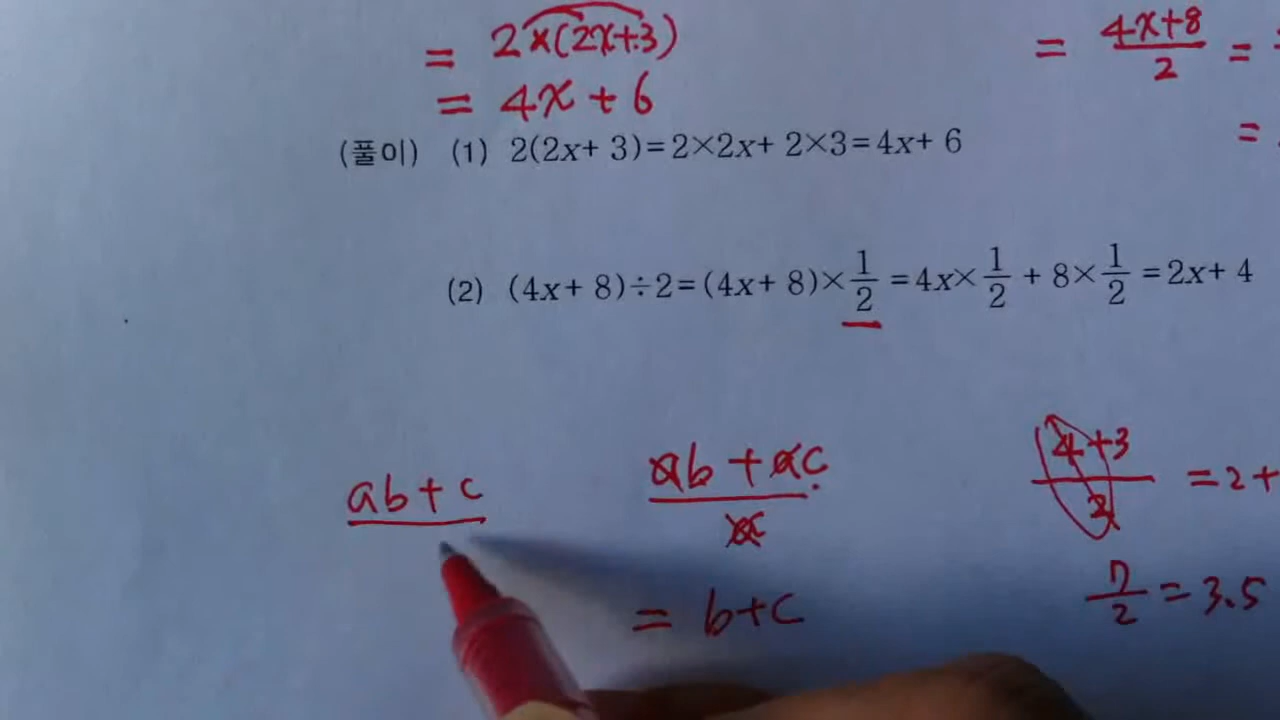 = 2×(2x+3)
= 4x+8/2 =
= 4x + 6
=
(풀이) (1) 2(2x+ 3)=2×2x+ 2×3=4x+ 6
(2) (4x+ 8)÷2=(4x+ 8)×1/2=4x×1/2+ 8×1/2=2x+ 4
ab+c
ab+ac/a
4+3/2 =2+
= b+c
7/2=3.5